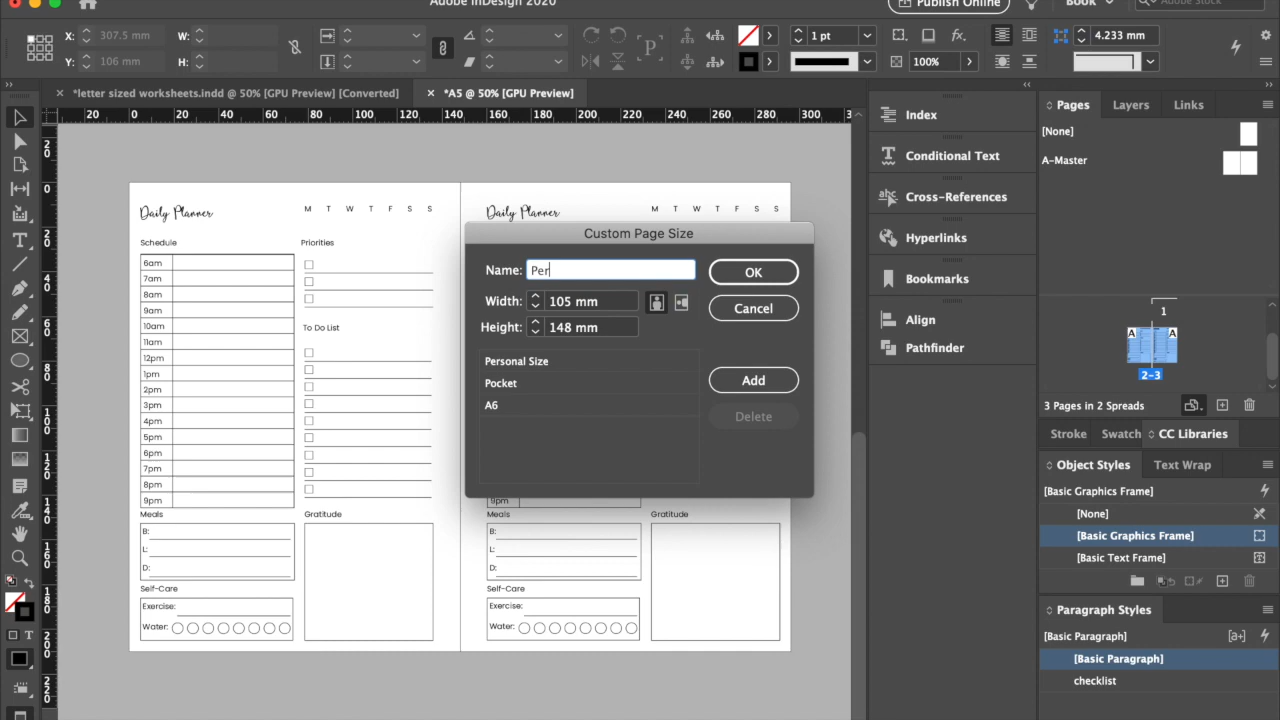 Adobe InDesign 2020
Publish Online
Book
Adobe Stock
X: 307.5 mm
W:
1 pt
4.233 mm
Y: 106 mm
H:
P
fx.
100%
*letter sized worksheets.indd @ 50% [GPU Preview] [Converted]
*A5 @ 50% [GPU Preview]
20 0 20 40 60 80 100 120 140 160 180 200 220 240 260 280 300
Daily Planner
M T W T F S S
Schedule
Priorities
6am
7am
8am
9am
10am
11am
12pm
1pm
2pm
3pm
4pm
5pm
6pm
7pm
8pm
9pm
To Do List
Meals
Gratitude
B:
L:
D:
Self-Care
Exercise:
Water:
Daily Planner
M T W T F S S
9pm
Meals
Gratitude
B:
L:
D:
Self-Care
Exercise:
Water:
Custom Page Size
Name: Per
OK
Width: 105 mm
Cancel
Height: 148 mm
Personal Size
Pocket
A6
Add
Delete
Index
Conditional Text
Cross-References
Hyperlinks
Bookmarks
Align
Pathfinder
Pages
Layers
Links
[None]
A-Master
1
A A
2-3
3 Pages in 2 Spreads
Stroke
Swatch
CC Libraries
Object Styles
Text Wrap
[Basic Graphics Frame]
[None]
[Basic Graphics Frame]
[Basic Text Frame]
Paragraph Styles
[Basic Paragraph]
[a+]
[Basic Paragraph]
checklist